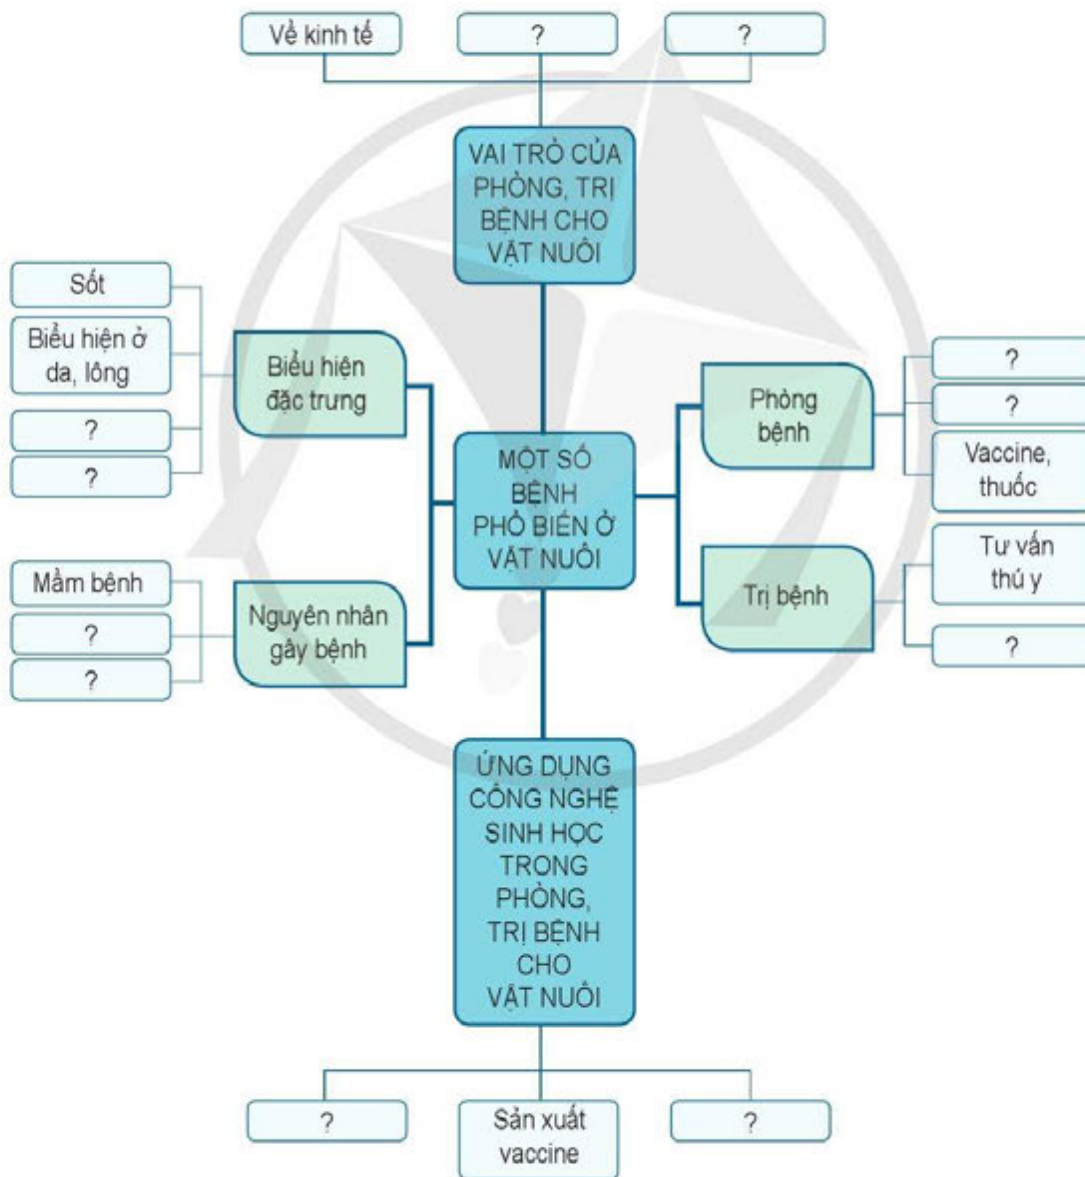 Về kinh tế
?
?
VAI TRÒ CỦA
PHÒNG, TRỊ
BỆNH CHO
VẬT NUÔI
Sốt
Biểu hiện ở
da, lông
?
?
Biểu hiện
đặc trưng
Mầm bệnh
?
?
Nguyên nhân
gây bệnh
MỘT SỐ
BỆNH
PHỔ BIẾN Ở
VẬT NUÔI
Phòng
bệnh
?
?
Vaccine,
thuốc
Trị bệnh
Tư vấn
thú y
?
ỨNG DỤNG
CÔNG NGHỆ
SINH HỌC
TRONG
PHÒNG,
TRỊ BỆNH
CHO
VẬT NUÔI
?
Sản xuất
vaccine
?